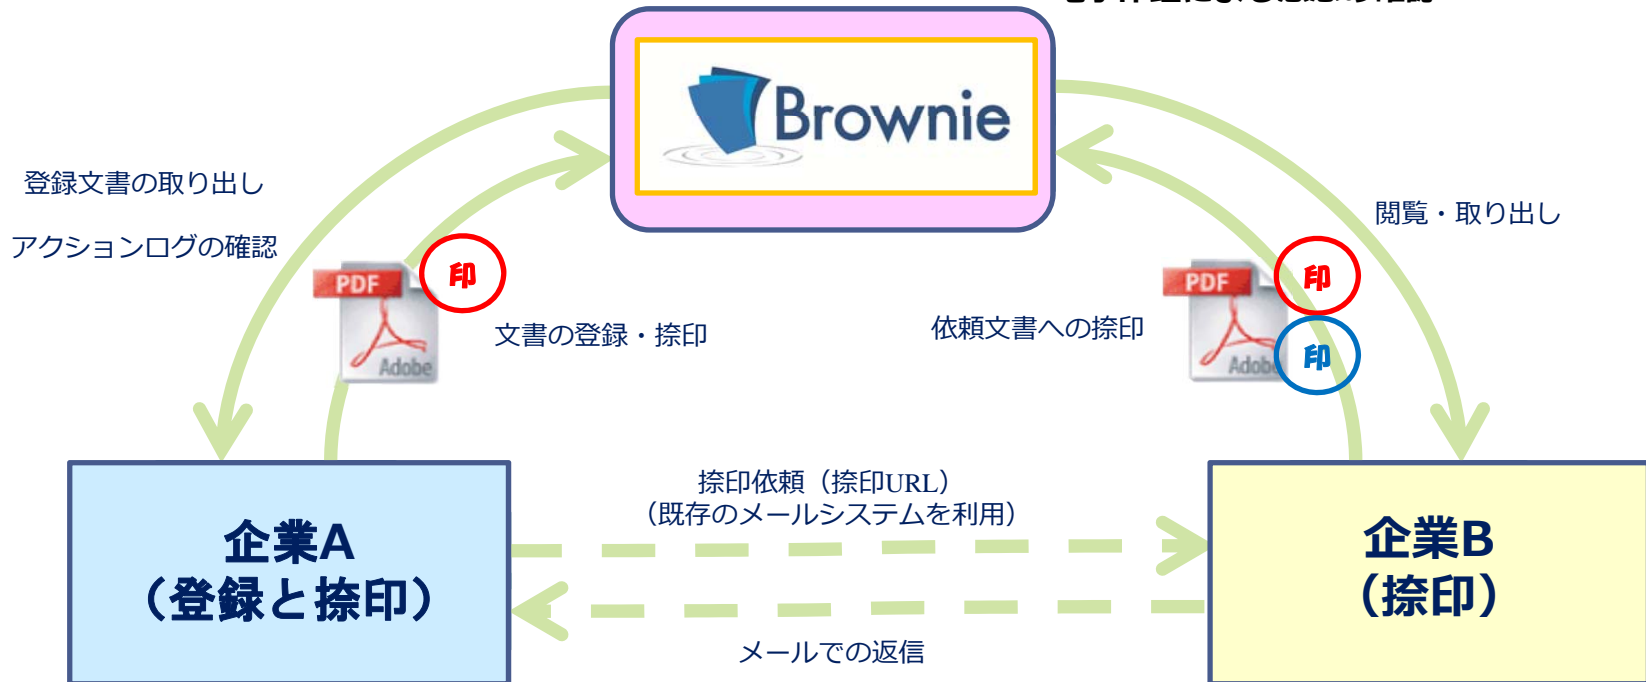 Brownie
登録文書の取り出し
アクションログの確認
閲覧・取り出し
PDF
印
Adobe
文書の登録・捺印
依頼文書への捺印
PDF
印
印
Adobe
捺印依頼（捺印URL）
（既存のメールシステムを利用）
企業A
（登録と捺印）
企業B
（捺印）
メールでの返信